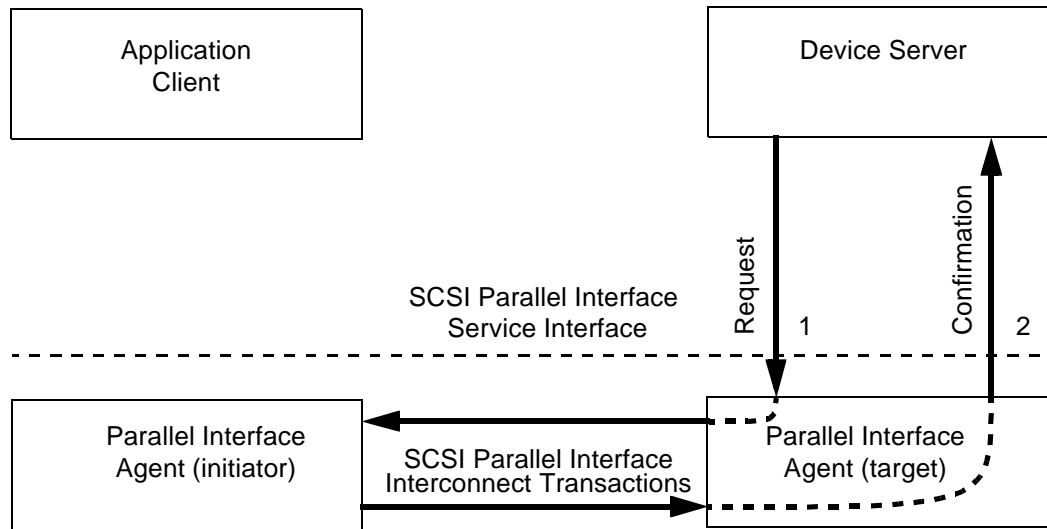 Application
Client
Device Server
Request
1
Confirmation
2
SCSI Parallel Interface
Service Interface
Parallel Interface
Agent (initiator)
SCSI Parallel Interface
Interconnect Transactions
Parallel Interface
Agent (target)